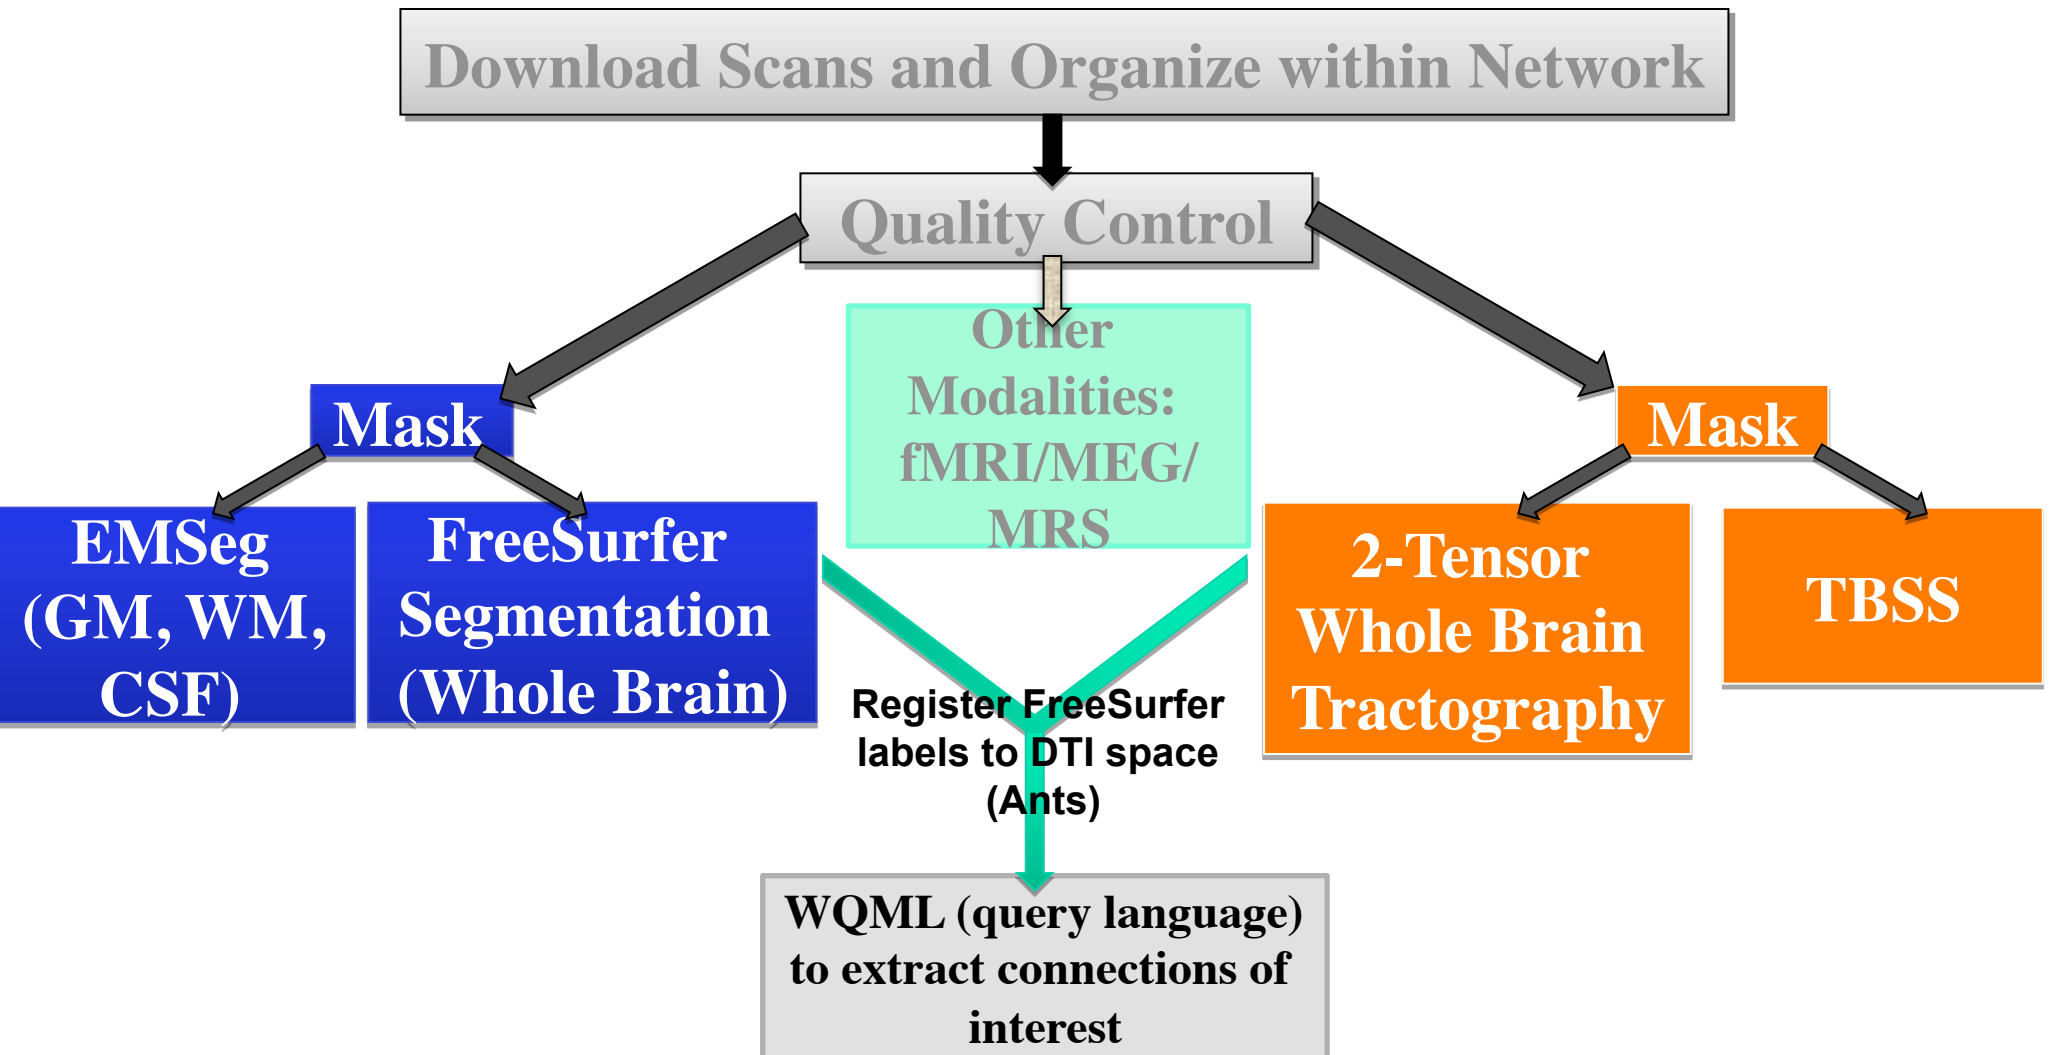 Download Scans and Organize within Network
Quality Control
Other
Modalities:
fMRI/MEG/
MRS
Mask
Mask
EMSeg
(GM, WM,
CSF)
FreeSurfer
Segmentation
(Whole Brain)
2-Tensor
Whole Brain
Tractography
TBSS
Register FreeSurfer
labels to DTI space
(Ants)
WQML (query language)
to extract connections of
interest